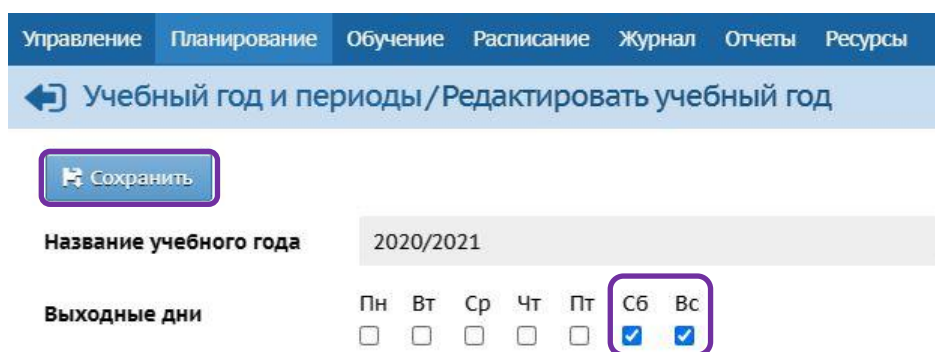 Управление Планирование Обучение Расписание Журнал Отчеты Ресурсы
Учебный год и периоды/Редактировать учебный год
Сохранить
Название учебного года 2020/2021
Пн Вт Ср Чт Пт Сб Вс
Выходные дни